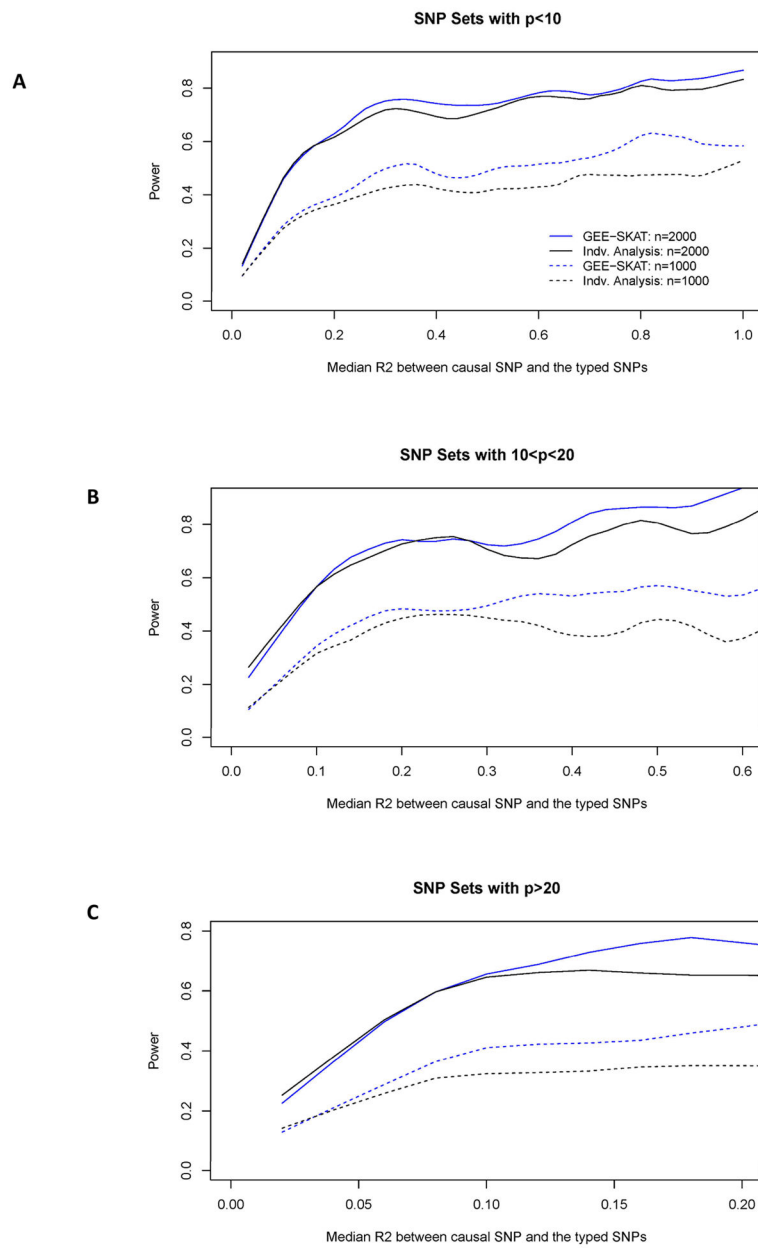 SNP Sets with p<10
A
Power
0.0
0.2
0.4
0.6
0.8
GEE−SKAT: n=2000
Indv. Analysis: n=2000
GEE−SKAT: n=1000
Indv. Analysis: n=1000
0.0 0.2 0.4 0.6 0.8 1.0
Median R2 between causal SNP and the typed SNPs
SNP Sets with 10<p<20
B
Power
0.0
0.2
0.4
0.6
0.8
0.0 0.1 0.2 0.3 0.4 0.5 0.6
Median R2 between causal SNP and the typed SNPs
SNP Sets with p>20
C
Power
0.0
0.2
0.4
0.6
0.8
0.00 0.05 0.10 0.15 0.20
Median R2 between causal SNP and the typed SNPs